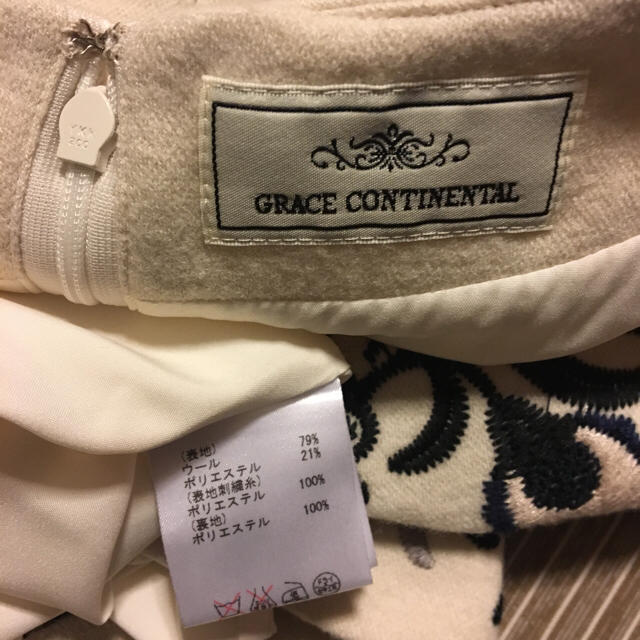 GRACE CONTINENTAL
(表地)
ウール 79%
ポリエステル 21%
(表地刺繍糸)
ポリエステル 100%
(裏地)
ポリエステル 100%